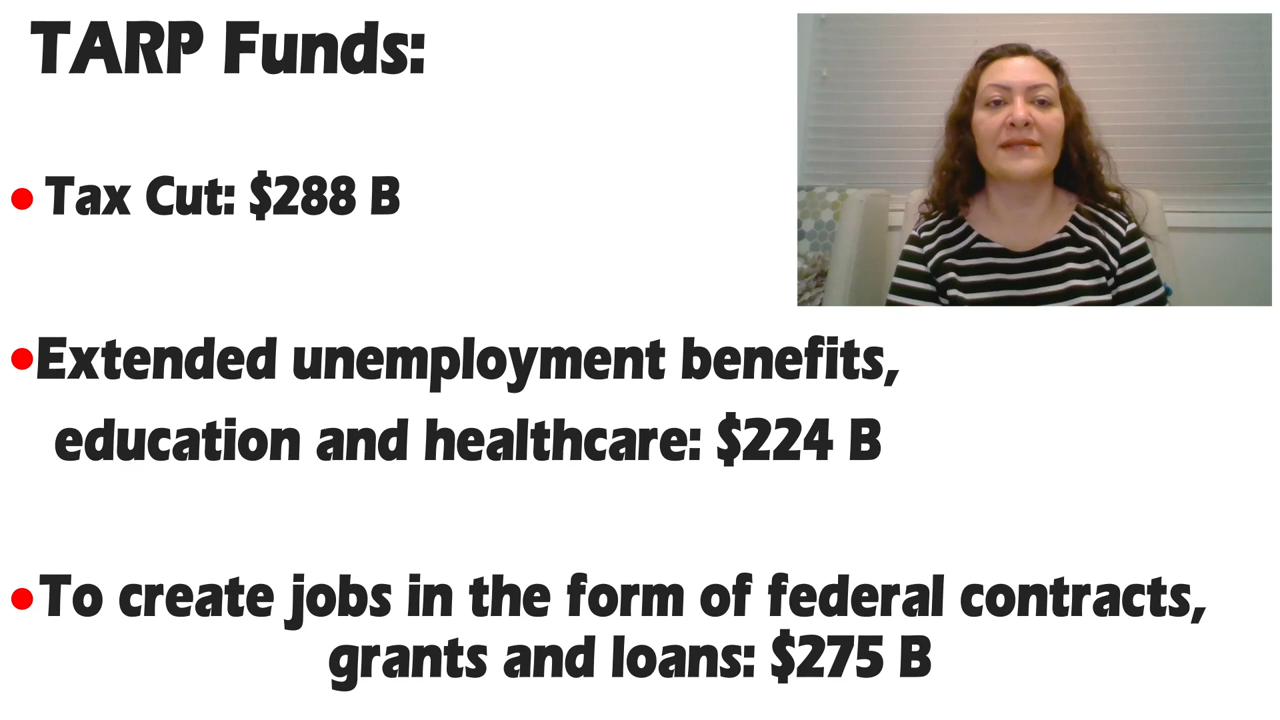 TARP Funds:
• Tax Cut: $288 B
•Extended unemployment benefits,
education and healthcare: $224 B
•To create jobs in the form of federal contracts,
grants and loans: $275 B